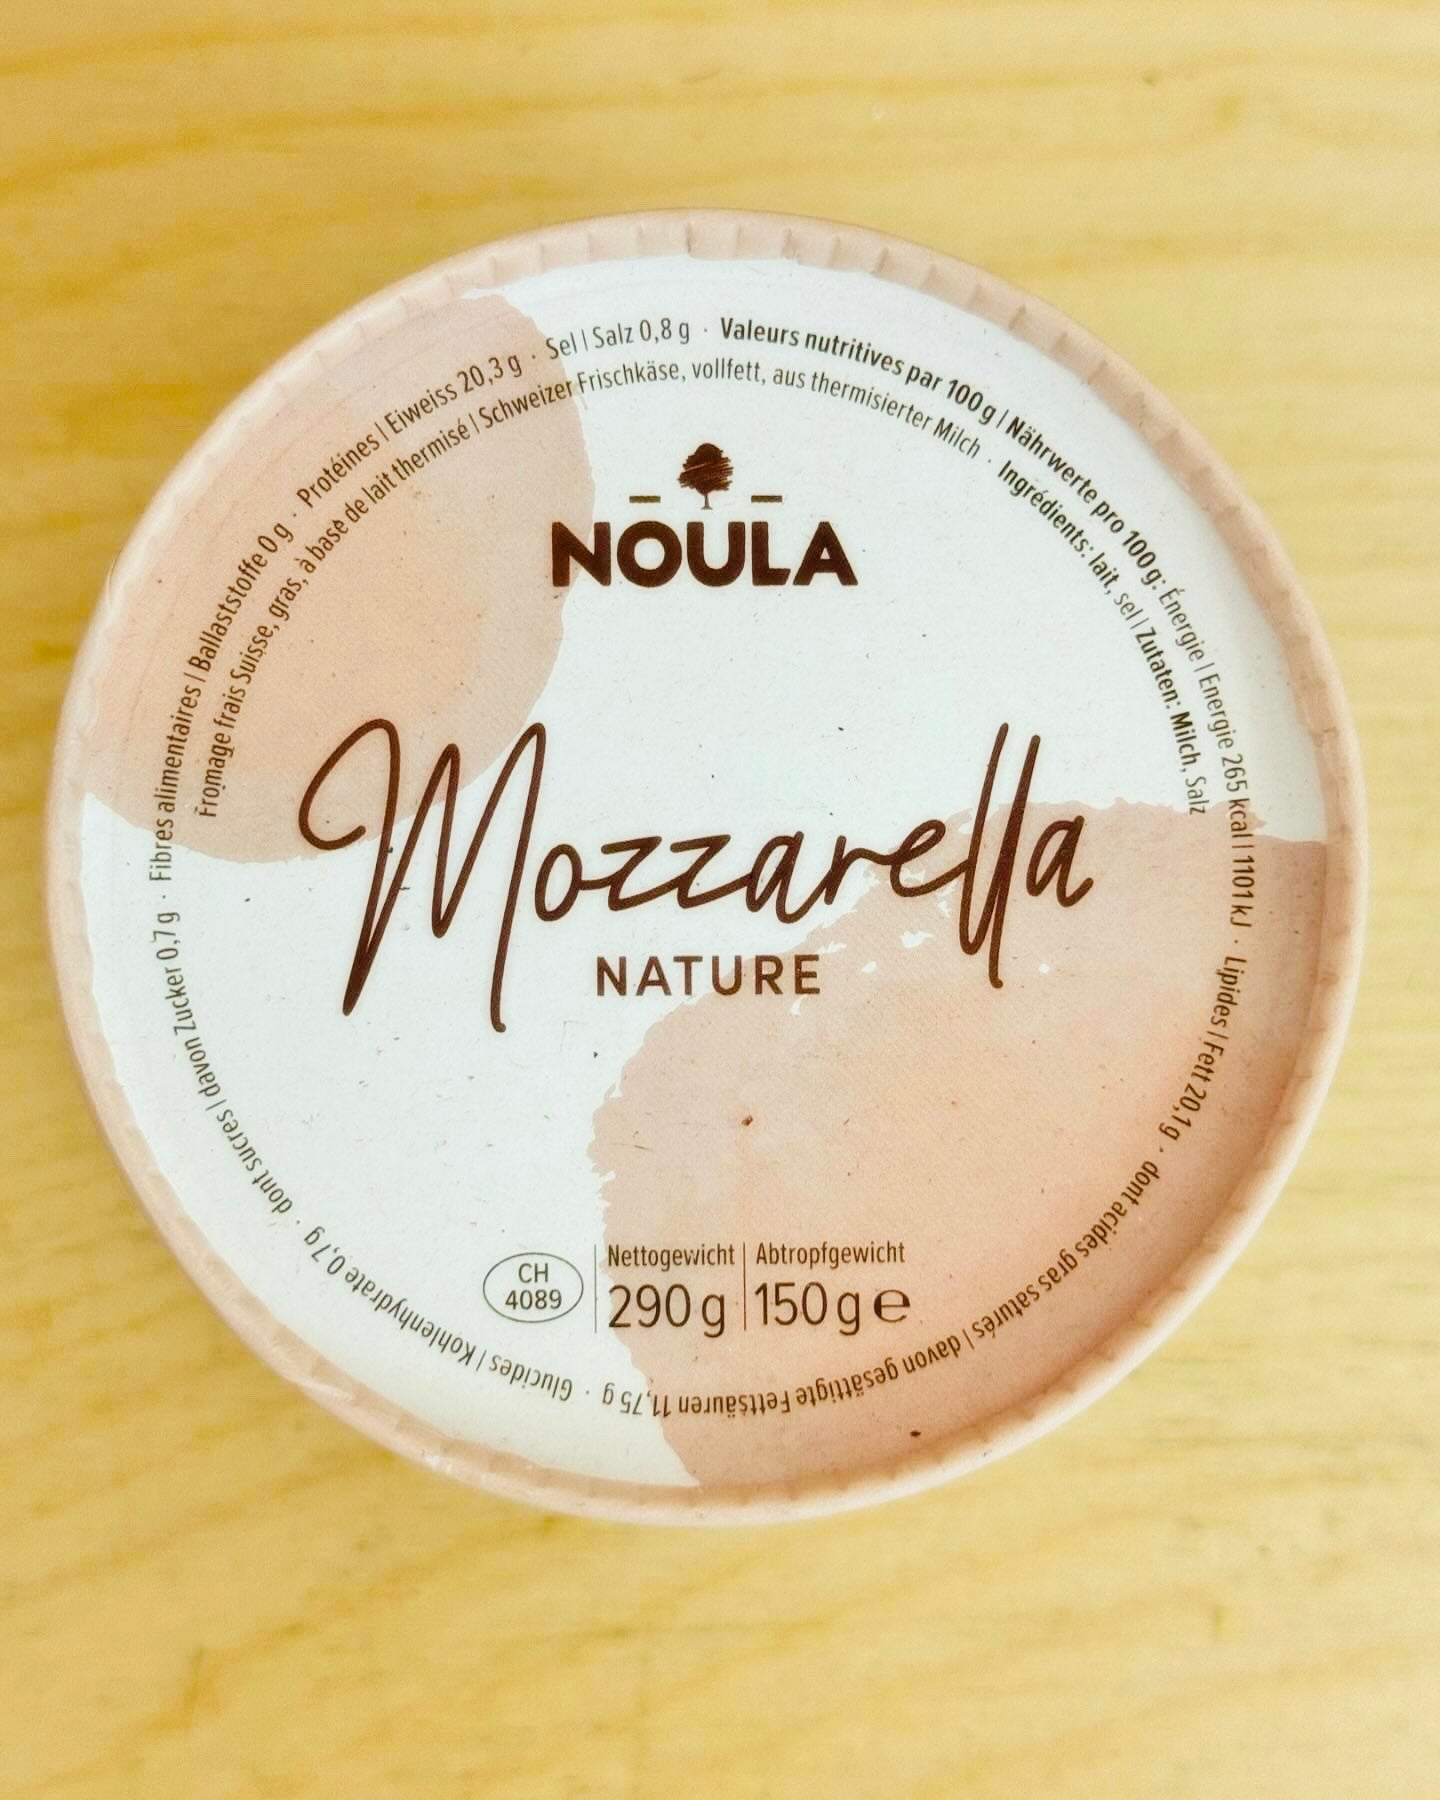 Valeurs nutritives par 100 g | Nährwerte pro 100 g: Énergie | Energie 265 kcal | 1101 kJ · Lipides | Fett 20,1g · dont acides gras saturés | davon gesättigte Fettsäuren 11,75 g · Glucides | Kohlenhydrate 0,7 g · dont sucres | davon Zucker 0,7 g · Fibres alimentaires | Ballaststoffe 0 g · Protéines | Eiweiss 20,3 g · Sel | Salz 0,8 g ·
Fromage frais Suisse, gras, à base de lait thermisé | Schweizer Frischkäse, vollfett, aus thermisierter Milch · Ingrédients: lait, sel | Zutaten: Milch, Salz
NOULA
Mozzarella
NATURE
CH
4089
Nettogewicht | Abtropfgewicht
290 g | 150 g e